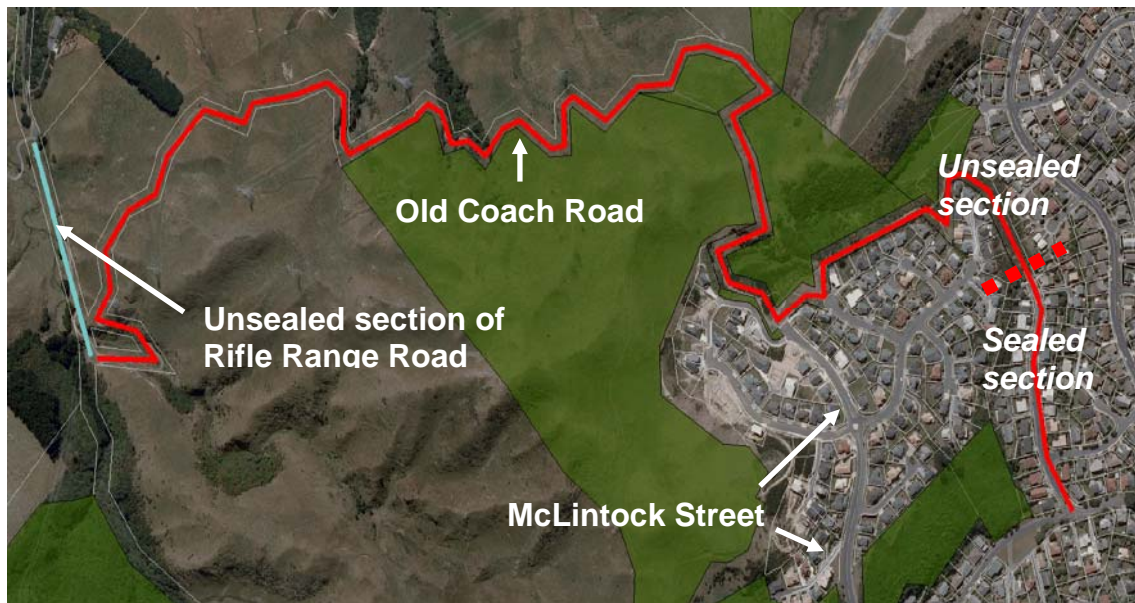 Unsealed
section
Old Coach Road
Unsealed section of
Rifle Range Road
Sealed
section
McLintock Street